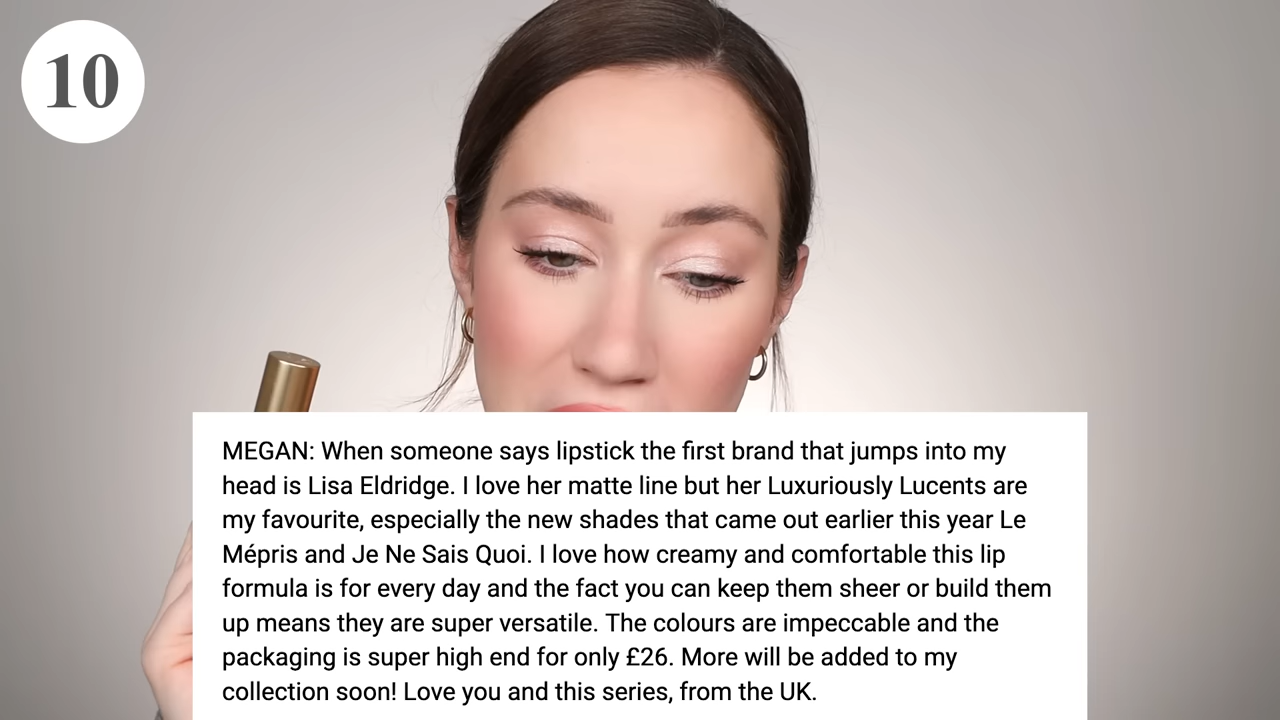 10
MEGAN: When someone says lipstick the first brand that jumps into my
head is Lisa Eldridge. I love her matte line but her Luxuriously Lucents are
my favourite, especially the new shades that came out earlier this year Le
Mépris and Je Ne Sais Quoi. I love how creamy and comfortable this lip
formula is for every day and the fact you can keep them sheer or build them
up means they are super versatile. The colours are impeccable and the
packaging is super high end for only £26. More will be added to my
collection soon! Love you and this series, from the UK.